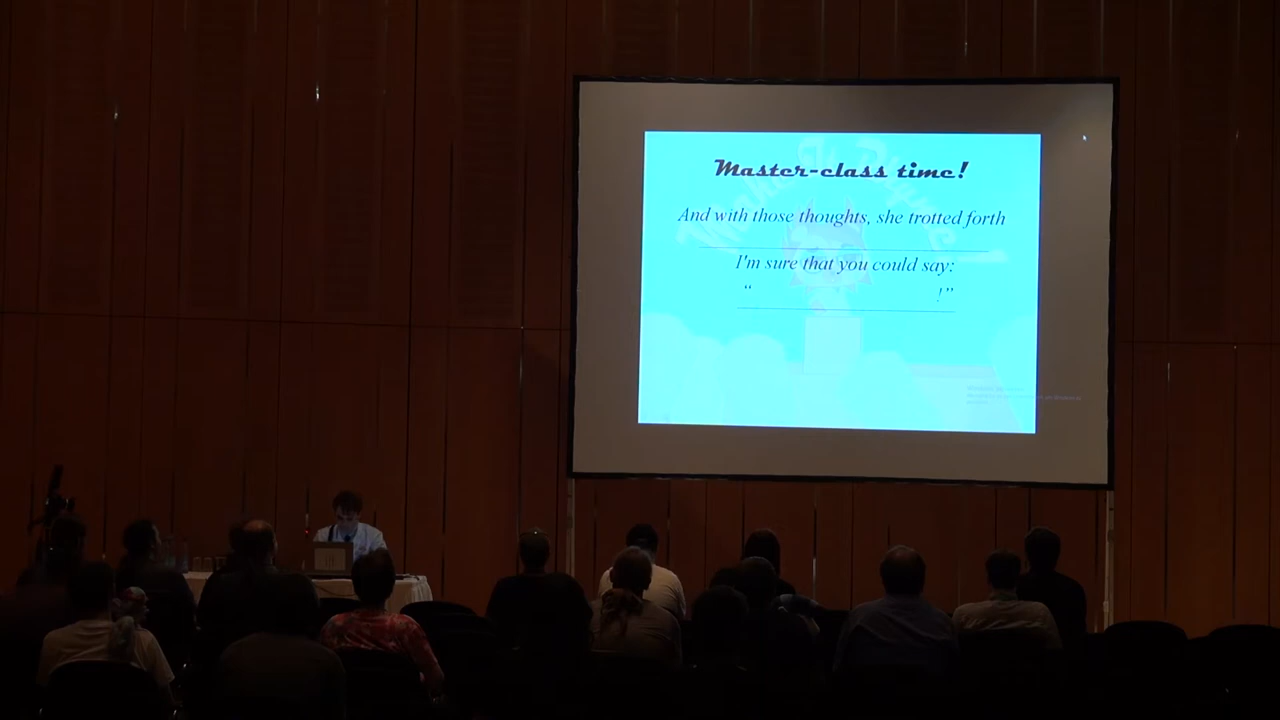 Master-class time!
And with those thoughts, she trotted forth
I'm sure that you could say:
“ !”